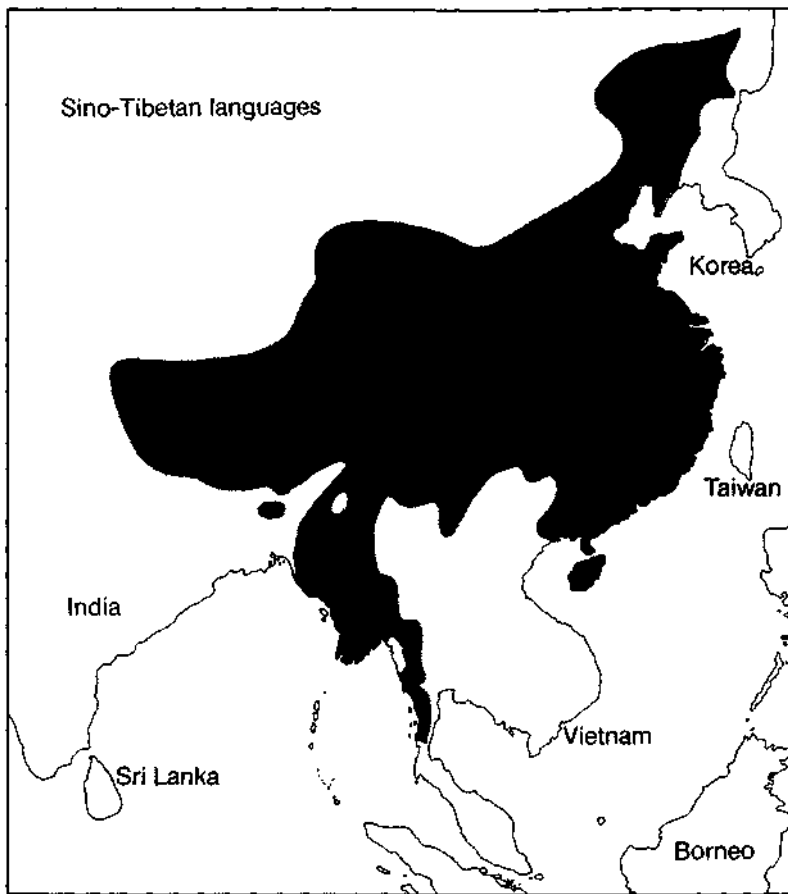 Sino-Tibetan languages
Korea
Taiwan
India
Vietnam
Sri Lanka
Borneo